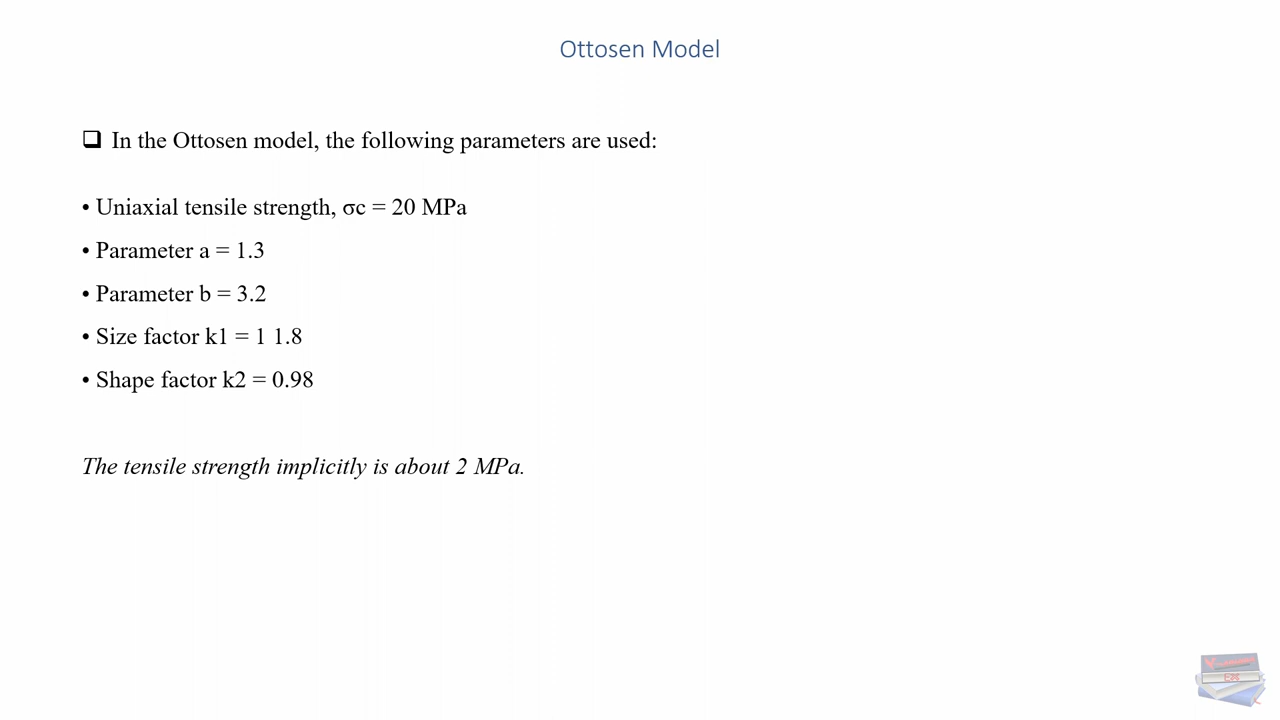 Ottosen Model
❑ In the Ottosen model, the following parameters are used:
• Uniaxial tensile strength, σc = 20 MPa
• Parameter a = 1.3
• Parameter b = 3.2
• Size factor k1 = 1 1.8
• Shape factor k2 = 0.98
The tensile strength implicitly is about 2 MPa.